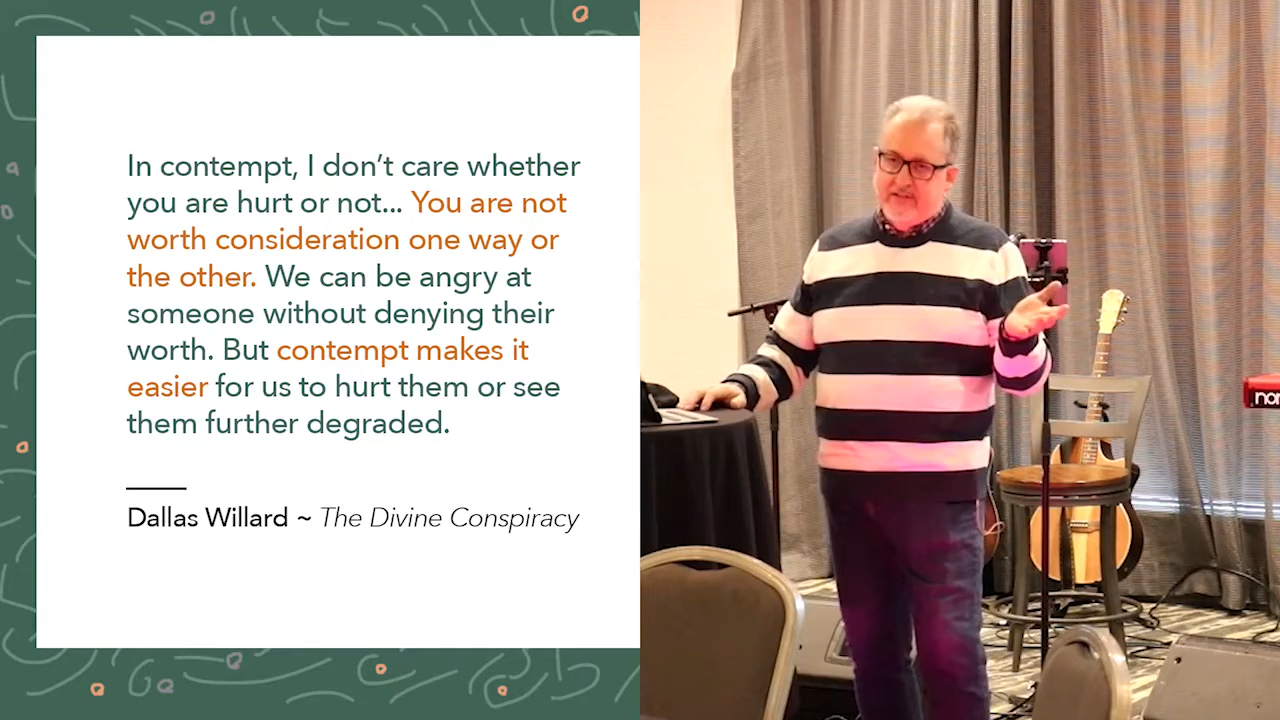 In contempt, I don't care whether
you are hurt or not... You are not
worth consideration one way or
the other. We can be angry at
someone without denying their
worth. But contempt makes it
easier for us to hurt them or see
them further degraded.
Dallas Willard ~ The Divine Conspiracy
nor